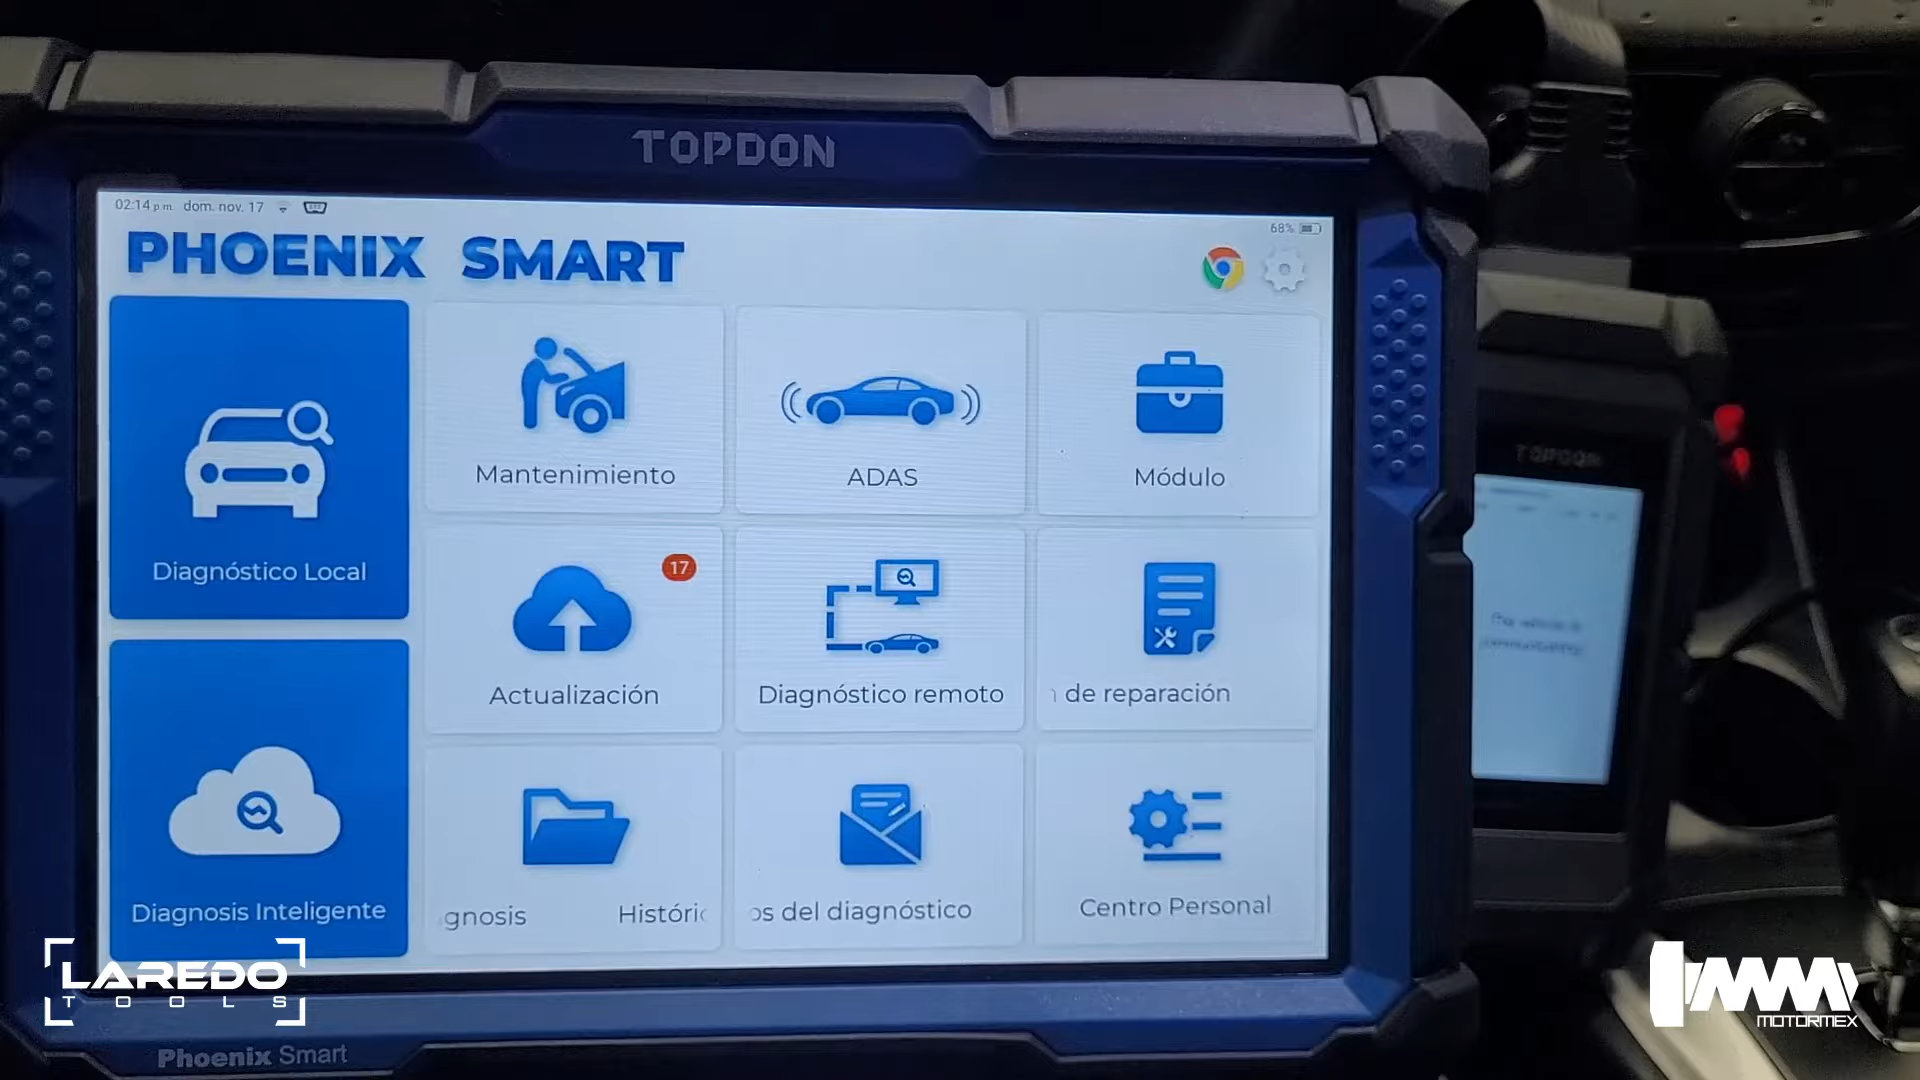 TOPDON
02:14 p.m. dom. nov. 17
68%
PHOENIX SMART
Diagnóstico Local
Mantenimiento
ADAS
Módulo
17
Actualización
Diagnóstico remoto
de reparación
Diagnosis Inteligente
gnosis Históric
os del diagnóstico
Centro Personal
Phoenix Smart
TOPDON
LAREDO
TOOLS
MOTORMEX